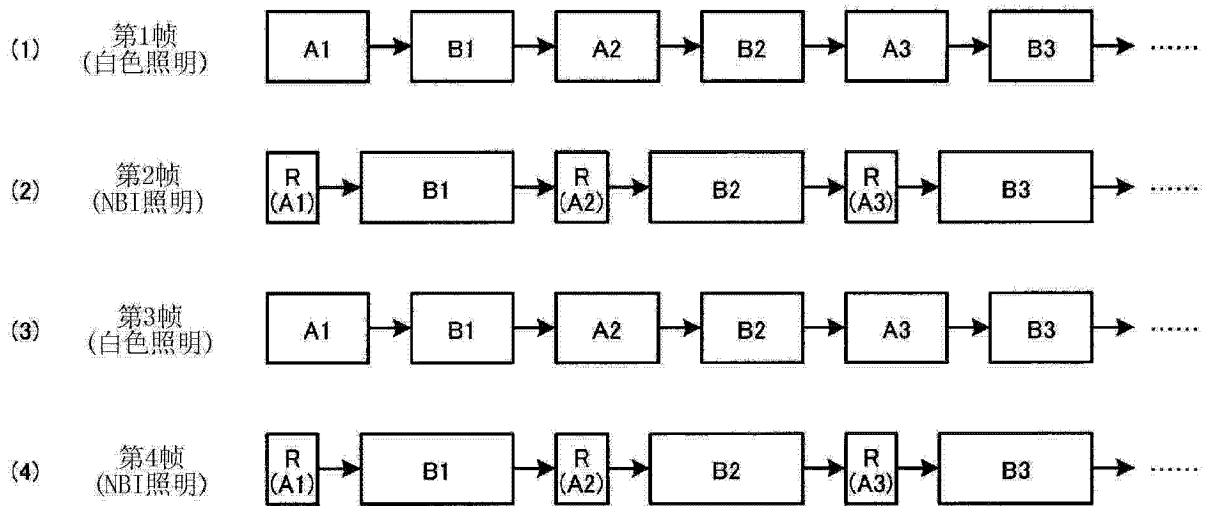 (1) 第1帧 A1 B1 A2 B2 A3 B3 ······
(白色照明)
(2) 第2帧 R B1 R B2 R B3 ······
(NBI照明) (A1) (A2) (A3)
(3) 第3帧 A1 B1 A2 B2 A3 B3 ······
(白色照明)
(4) 第4帧 R B1 R B2 R B3 ······
(NBI照明) (A1) (A2) (A3)